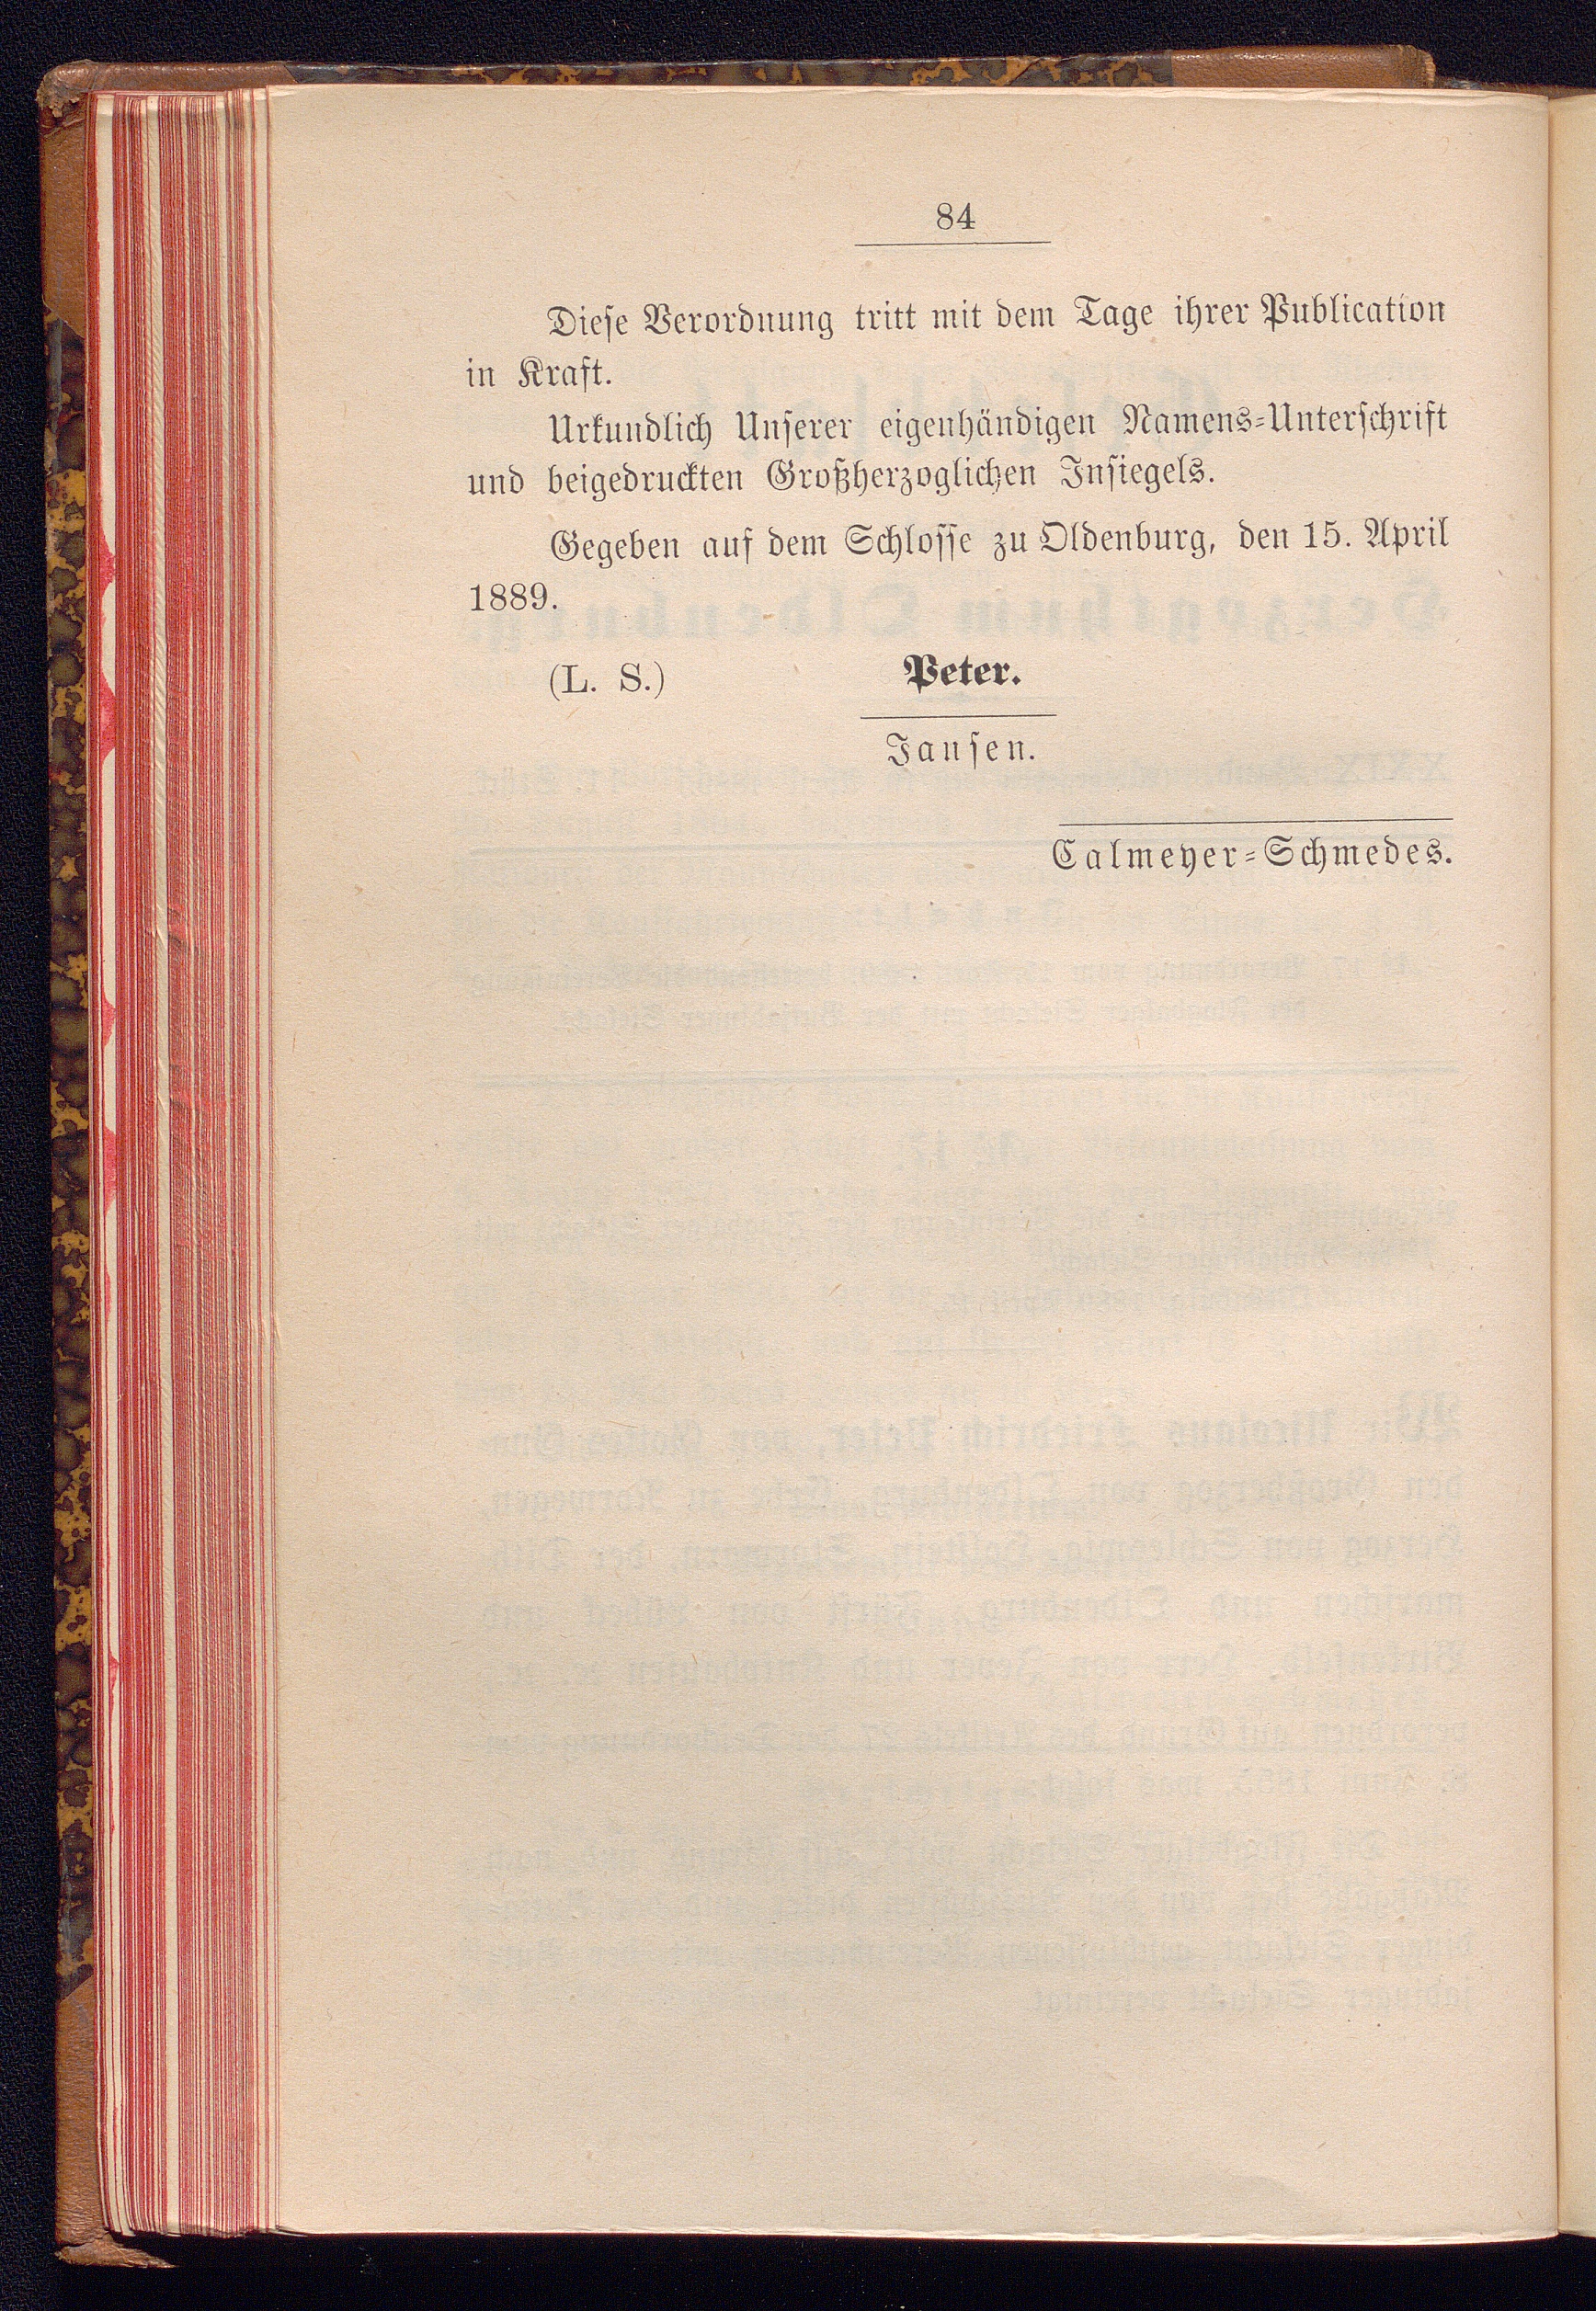 84
Diese Verordnung tritt mit dem Tage ihrer Publication
in Kraft.
Urkundlich Unserer eigenhändigen Namens-Unterschrift
und beigedruckten Großherzoglichen Insiegels.
Gegeben auf dem Schlosse zu Oldenburg, den 15. April
1889.
(L. S.) Peter.
Jansen.
Calmeyer-Schmedes.